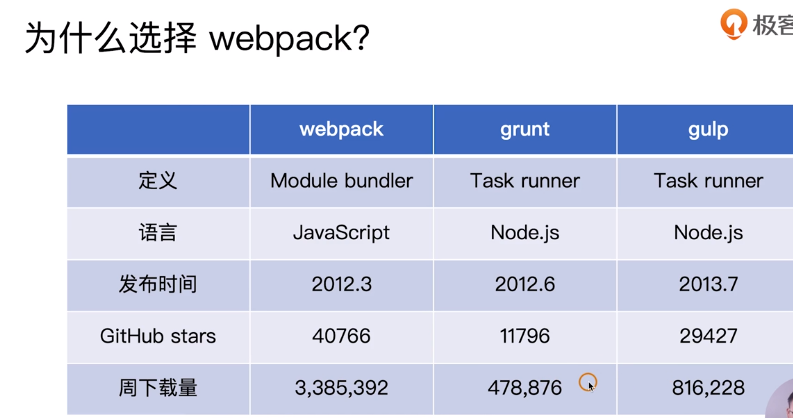 为什么选择 webpack?
极客
webpack grunt gulp
定义 Module bundler Task runner Task runner
语言 JavaScript Node.js Node.js
发布时间 2012.3 2012.6 2013.7
GitHub stars 40766 11796 29427
周下载量 3,385,392 478,876 816,228